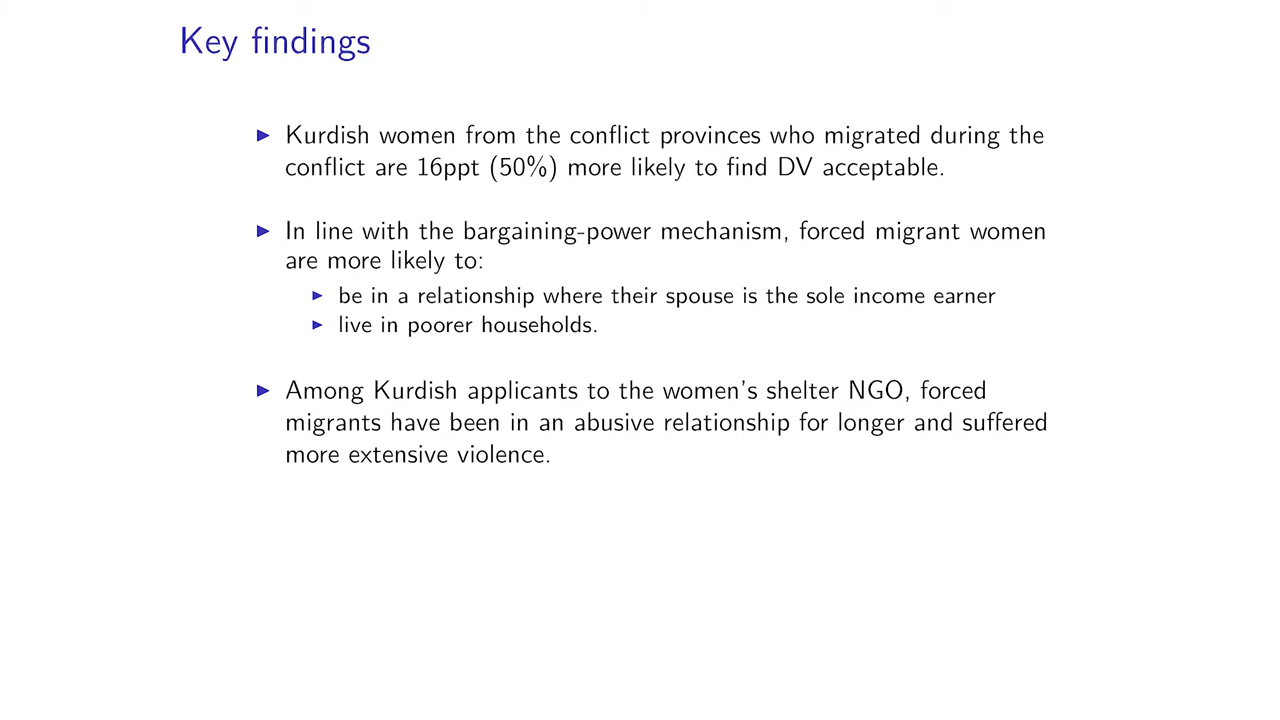 Key findings
Kurdish women from the conflict provinces who migrated during the
conflict are 16ppt (50%) more likely to find DV acceptable.
In line with the bargaining-power mechanism, forced migrant women
are more likely to:
be in a relationship where their spouse is the sole income earner
live in poorer households.
Among Kurdish applicants to the women's shelter NGO, forced
migrants have been in an abusive relationship for longer and suffered
more extensive violence.